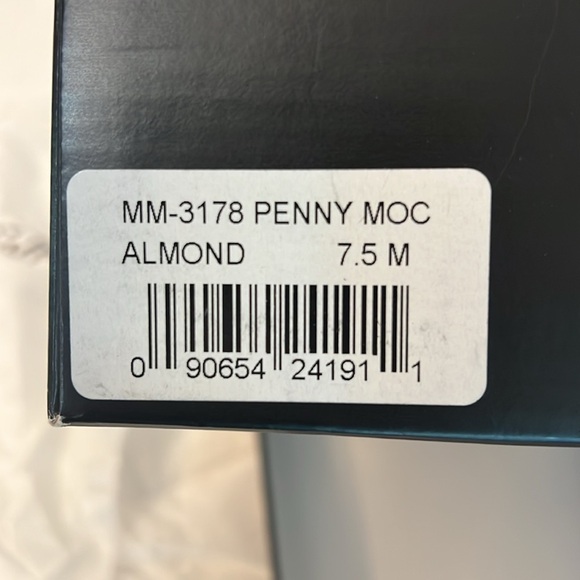 MM-3178 PENNY MOC
ALMOND 7.5 M
0 90654 24191 1